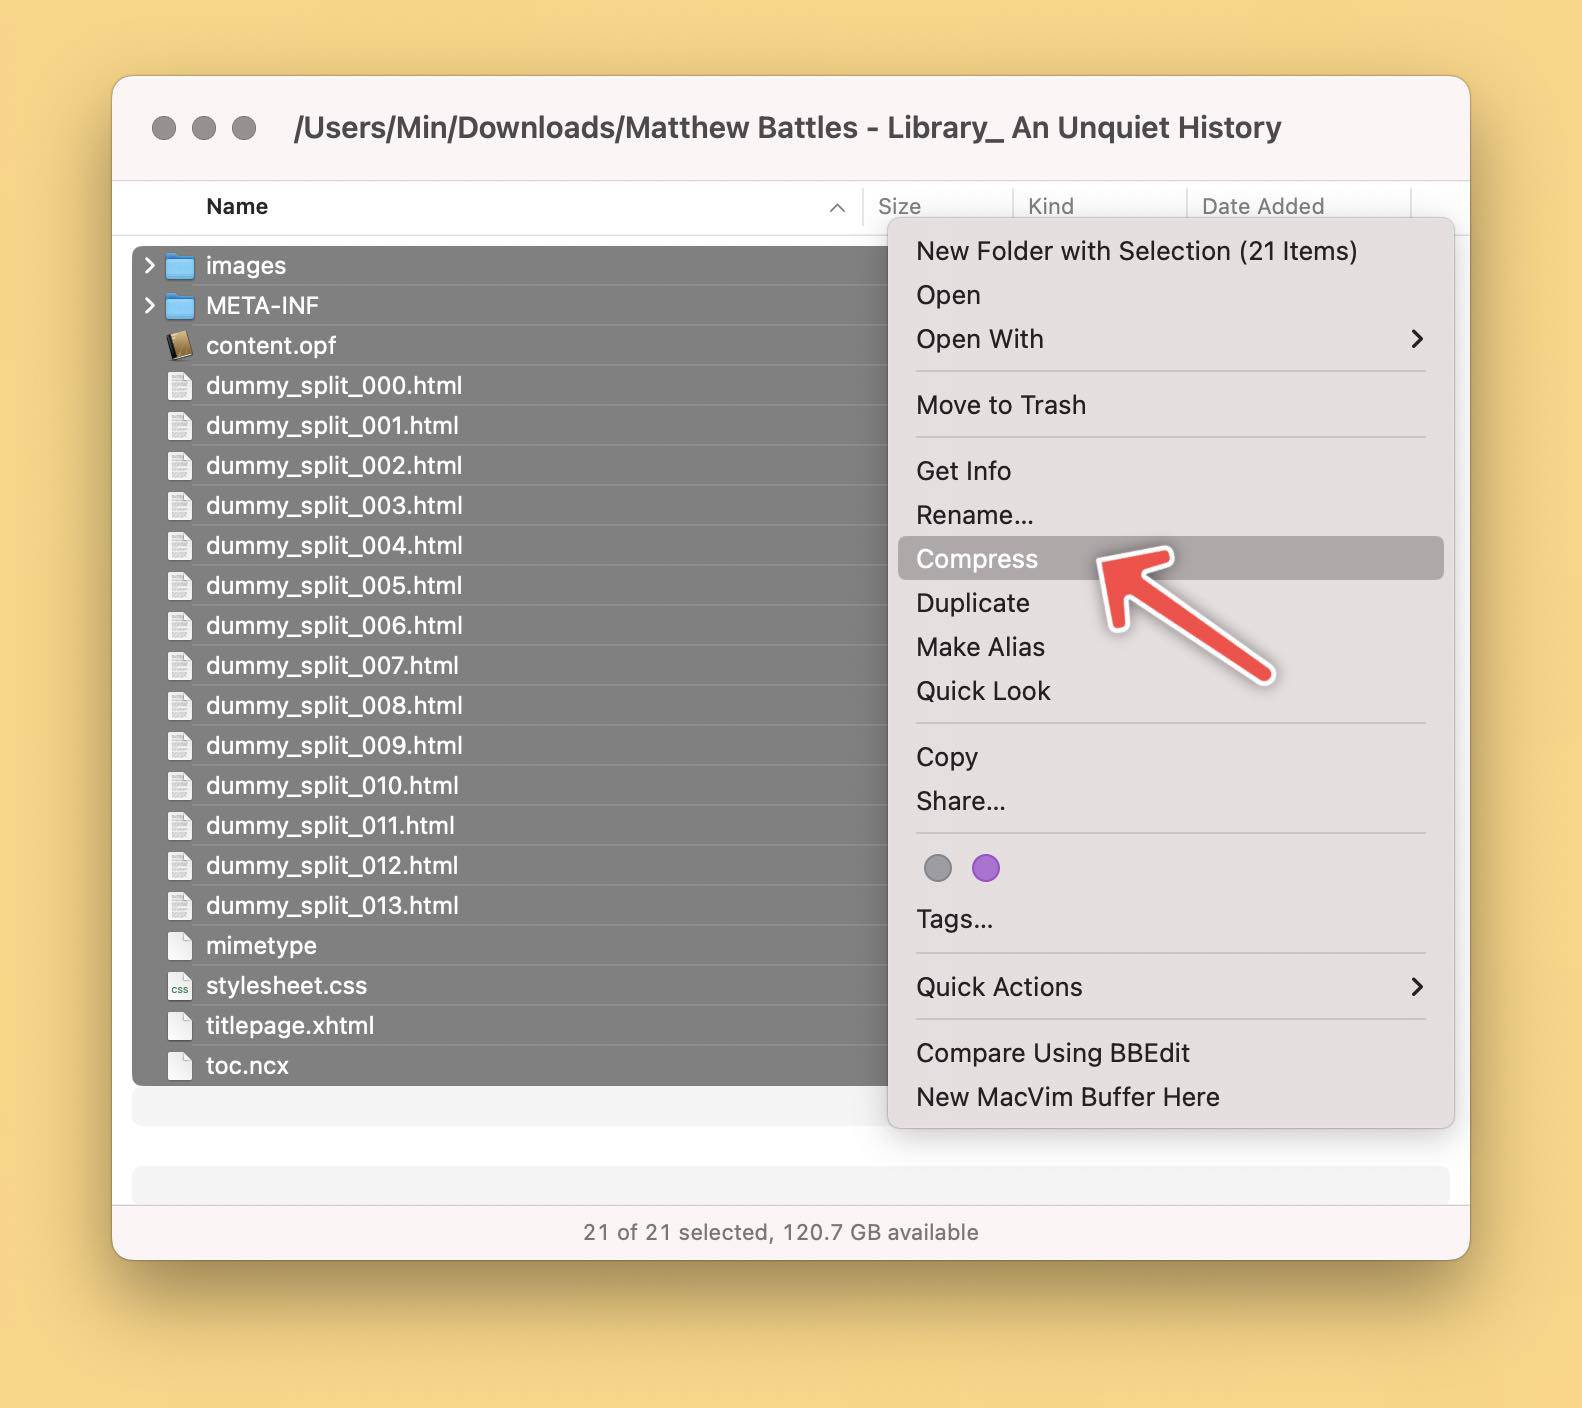 /Users/Min/Downloads/Matthew Battles - Library_ An Unquiet History
Name Size Kind Date Added
images
META-INF
content.opf
dummy_split_000.html
dummy_split_001.html
dummy_split_002.html
dummy_split_003.html
dummy_split_004.html
dummy_split_005.html
dummy_split_006.html
dummy_split_007.html
dummy_split_008.html
dummy_split_009.html
dummy_split_010.html
dummy_split_011.html
dummy_split_012.html
dummy_split_013.html
mimetype
css
stylesheet.css
titlepage.xhtml
toc.ncx
New Folder with Selection (21 Items)
Open
Open With
Move to Trash
Get Info
Rename...
Compress
Duplicate
Make Alias
Quick Look
Copy
Share...
Tags...
Quick Actions
Compare Using BBEdit
New MacVim Buffer Here
21 of 21 selected, 120.7 GB available